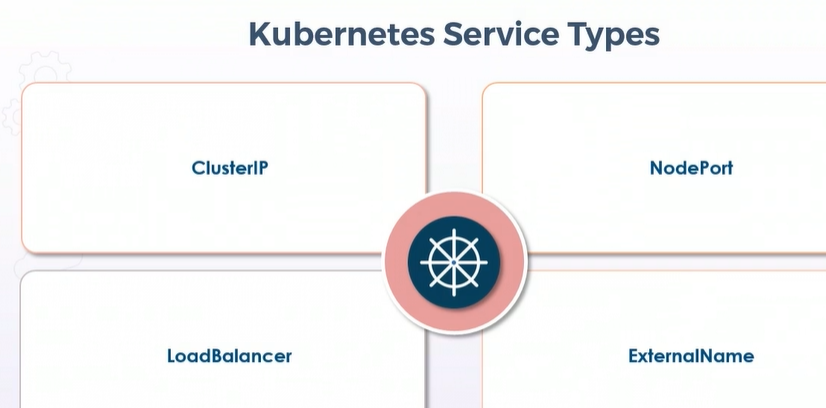 Kubernetes Service Types
ClusterIP
NodePort
LoadBalancer
ExternalName